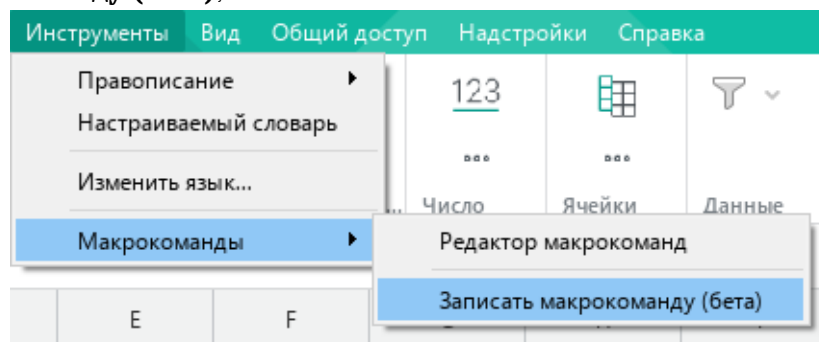 Инструменты Вид Общий доступ Надстройки Справка
Правописание
123
Настраиваемый словарь
Изменить язык...
Число Ячейки Данные
Макрокоманды
Редактор макрокоманд
Записать макрокоманду (бета)
E F